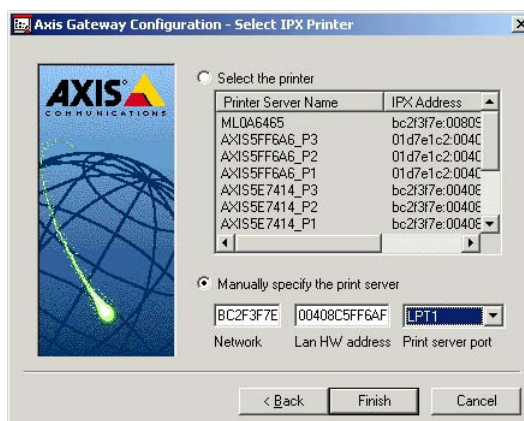 Axis Gateway Configuration - Select IPX Printer
AXIS
COMMUNICATIONS
Select the printer
Printer Server Name IPX Address
ML0A6465 bc2f3f7e:00809
AXIS5FF6A6_P3 01d7e1c2:0040
AXIS5FF6A6_P2 01d7e1c2:0040
AXIS5FF6A6_P1 01d7e1c2:0040
AXIS5E7414_P3 bc2f3f7e:00408
AXIS5E7414_P2 bc2f3f7e:00408
AXIS5E7414_P1 bc2f3f7e:00408
Manually specify the print server
BC2F3F7E 00408C5FF6AF LPT1
Network Lan HW address Print server port
< Back Finish Cancel